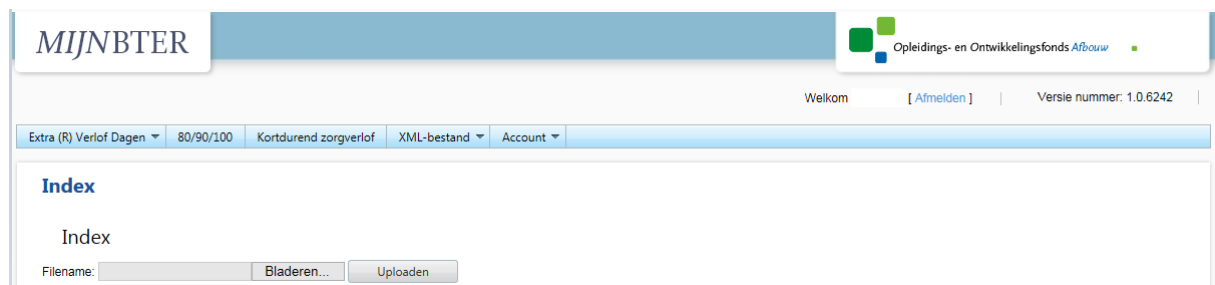 MIJNBTER
Opleidings- en Ontwikkelingsfonds Afbouw
Welkom [ Afmelden ] | Versie nummer: 1.0.6242 |
Extra (R) Verlof Dagen 80/90/100 Kortdurend zorgverlof XML-bestand Account
Index
Index
Filename: Bladeren... Uploaden